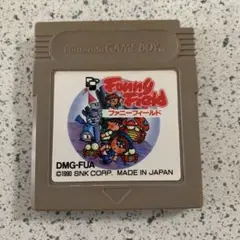 Nintendo GAME BOY
Funny
Field
ファニーフィールド
DMG-FUA
©1990 SNK CORP. MADE IN JAPAN